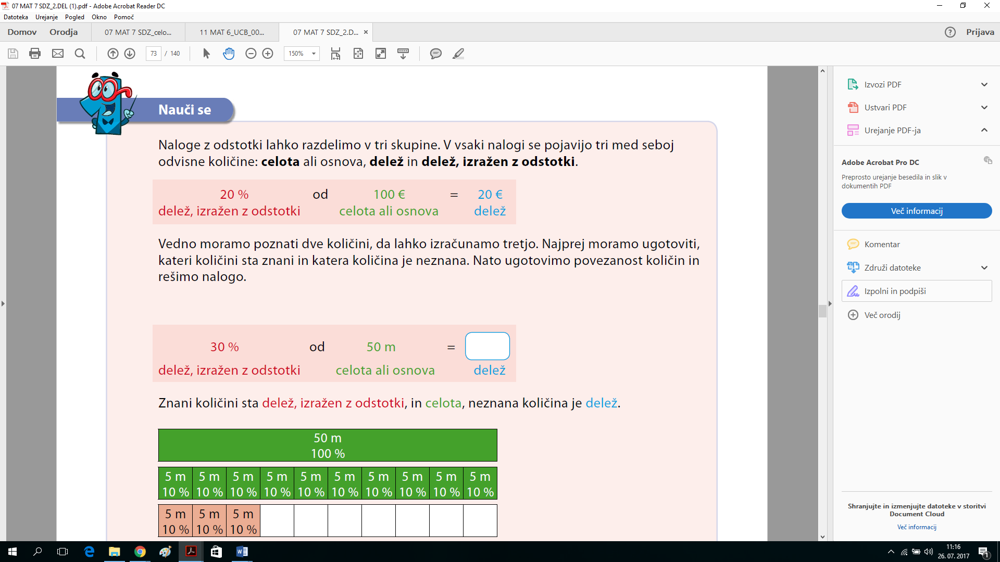 07 MAT 7 SDZ_2.DEL (1).pdf - Adobe Acrobat Reader DC
Datoteka Urejanje Pogled Okno Pomoč
Domov Orodja 07 MAT 7 SDZ_celo... 11 MAT 6_UCB_00... 07 MAT 7 SDZ_2.D... Prijava
73 / 140 150%
Nauči se
Naloge z odstotki lahko razdelimo v tri skupine. V vsaki nalogi se pojavijo tri med seboj
odvisne količine: celota ali osnova, delež in delež, izražen z odstotki.
20 % od 100 € = 20 €
delež, izražen z odstotki celota ali osnova delež
Vedno moramo poznati dve količini, da lahko izračunamo tretjo. Najprej moramo ugotoviti,
kateri količini sta znani in katera količina je neznana. Nato ugotovimo povezanost količin in
rešimo nalogo.
30 % od 50 m =
delež, izražen z odstotki celota ali osnova delež
Znani količini sta delež, izražen z odstotki, in celota, neznana količina je delež.
50 m
100 %
5 m 5 m 5 m 5 m 5 m 5 m 5 m 5 m 5 m 5 m
10 % 10 % 10 % 10 % 10 % 10 % 10 % 10 % 10 % 10 %
5 m 5 m 5 m
10 % 10 % 10 %
Izvozi PDF
Ustvari PDF
Urejanje PDF-ja
Adobe Acrobat Pro DC
Preprosto urejanje besedila in slik v
dokumentih PDF
Več informacij
Komentar
Združi datoteke
Izpolni in podpiši
Več orodij
Shranjujte in izmenjujte datoteke v storitvi
Document Cloud
Več informacij
11:16
26. 07. 2017
1